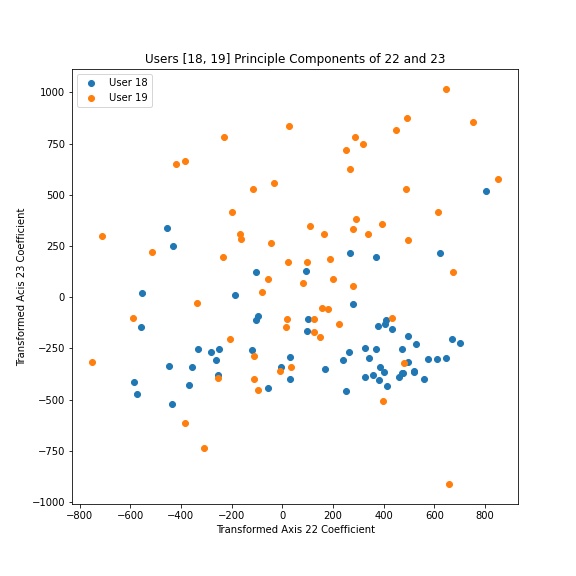 Users [18, 19] Principle Components of 22 and 23
User 18
User 19
1000
750
500
250
0
−250
−500
−750
−1000
Transformed Acis 23 Coefficient
−800 −600 −400 −200 0 200 400 600 800
Transformed Axis 22 Coefficient